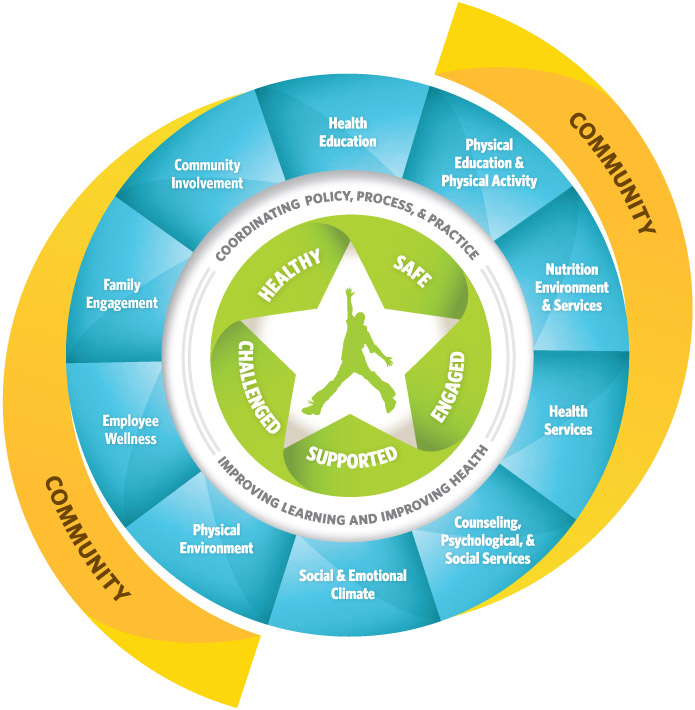 COMMUNITY
Health
Education
Physical
Education &
Physical Activity
Nutrition
Environment
& Services
Health
Services
Counseling,
Psychological, &
Social Services
Social & Emotional
Climate
Physical
Environment
Employee
Wellness
Family
Engagement
Community
Involvement
COORDINATING POLICY, PROCESS, & PRACTICE
IMPROVING LEARNING AND IMPROVING HEALTH
HEALTHY
SAFE
ENGAGED
SUPPORTED
CHALLENGED
COMMUNITY